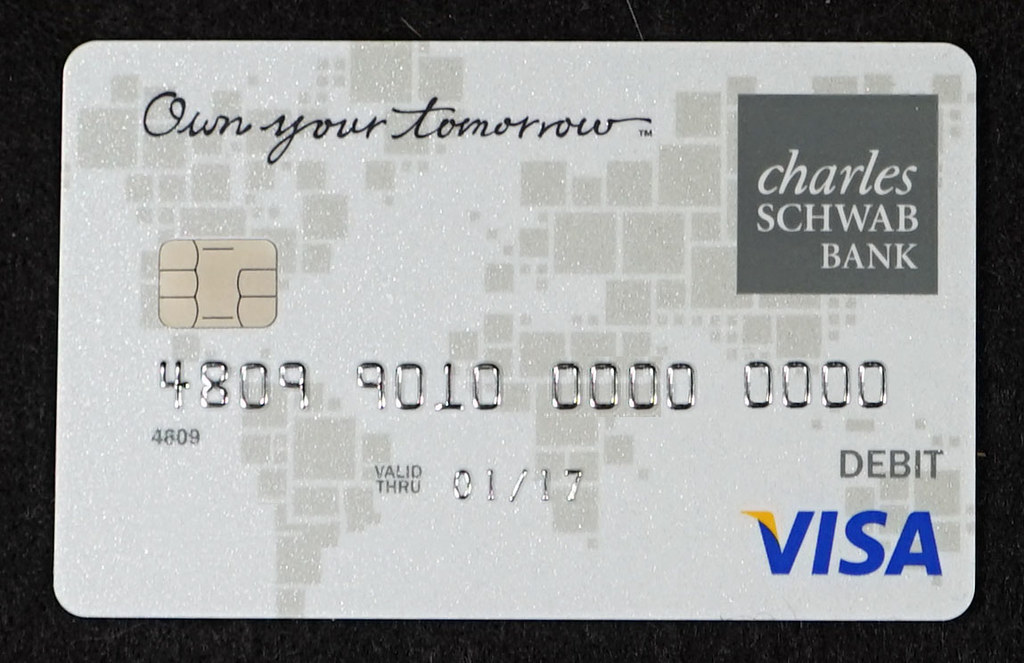 Own your tomorrow™
charles
SCHWAB
BANK
4809 9010 0000 0000
4809
VALID
THRU 01/17
DEBIT
VISA